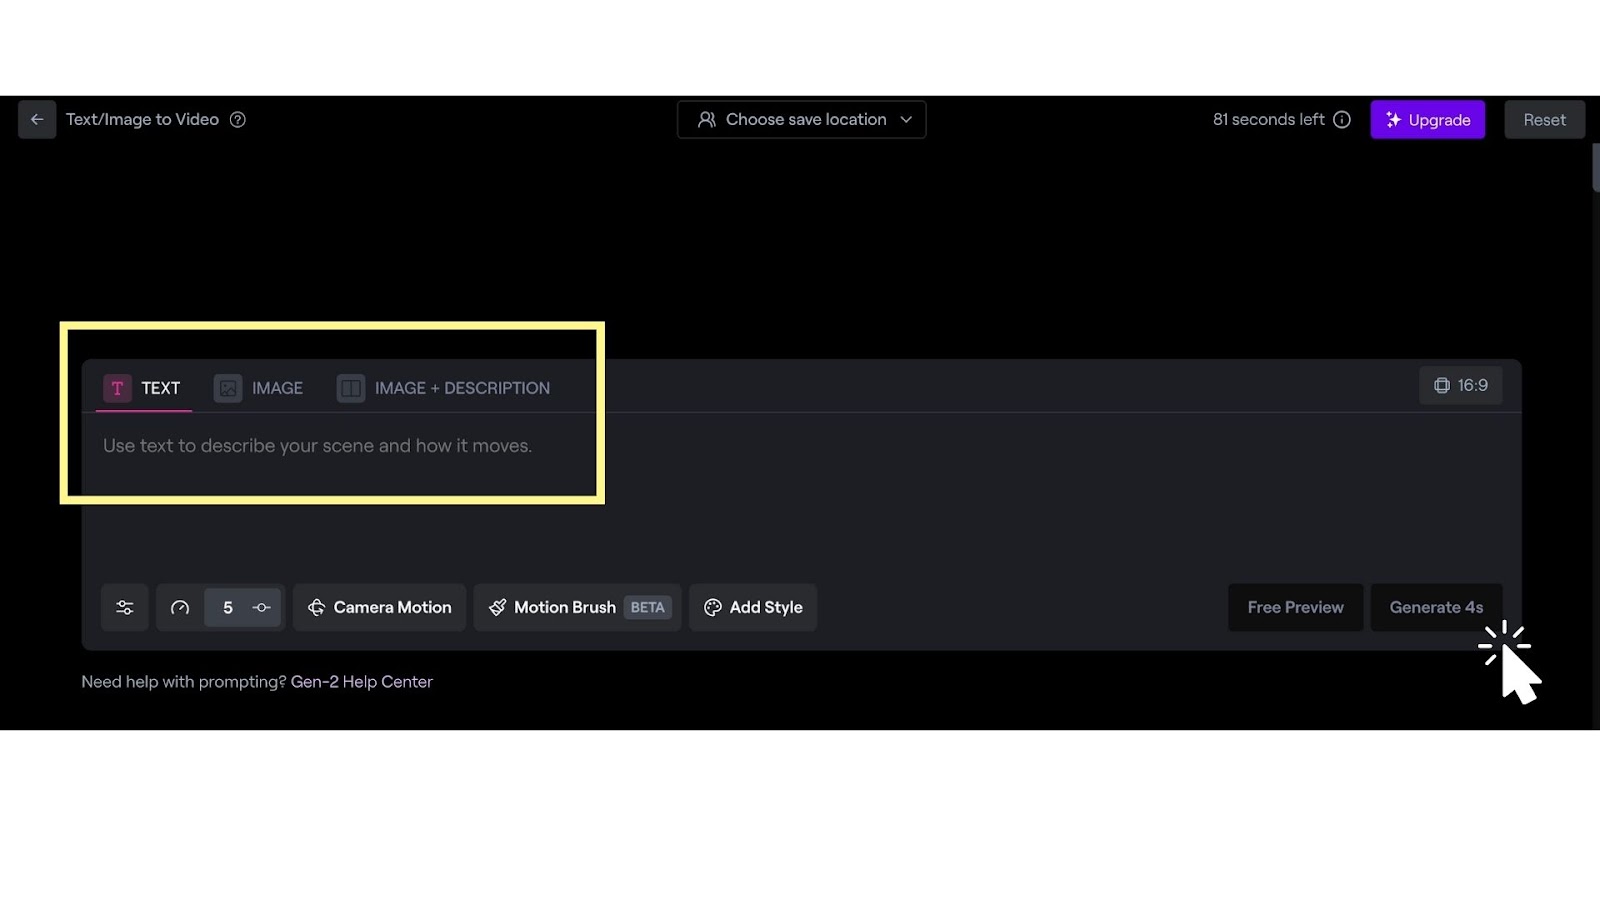 Text/Image to Video
Choose save location
81 seconds left
Upgrade
Reset
T TEXT
IMAGE
IMAGE + DESCRIPTION
16:9
Use text to describe your scene and how it moves.
5
Camera Motion
Motion Brush BETA
Add Style
Free Preview
Generate 4s
Need help with prompting? Gen-2 Help Center